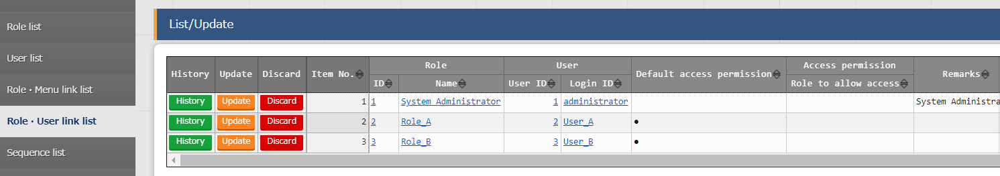 Role list
User list
Role・Menu link list
Role・User link list
Sequence list
List/Update
History Update Discard Item No. Role User Default access permission Access permission Remarks
ID Name User ID Login ID Role to allow access
History Update Discard 1 1 System Administrator 1 administrator System Administra
History Update Discard 2 2 Role_A 2 User_A ●
History Update Discard 3 3 Role_B 3 User_B ●